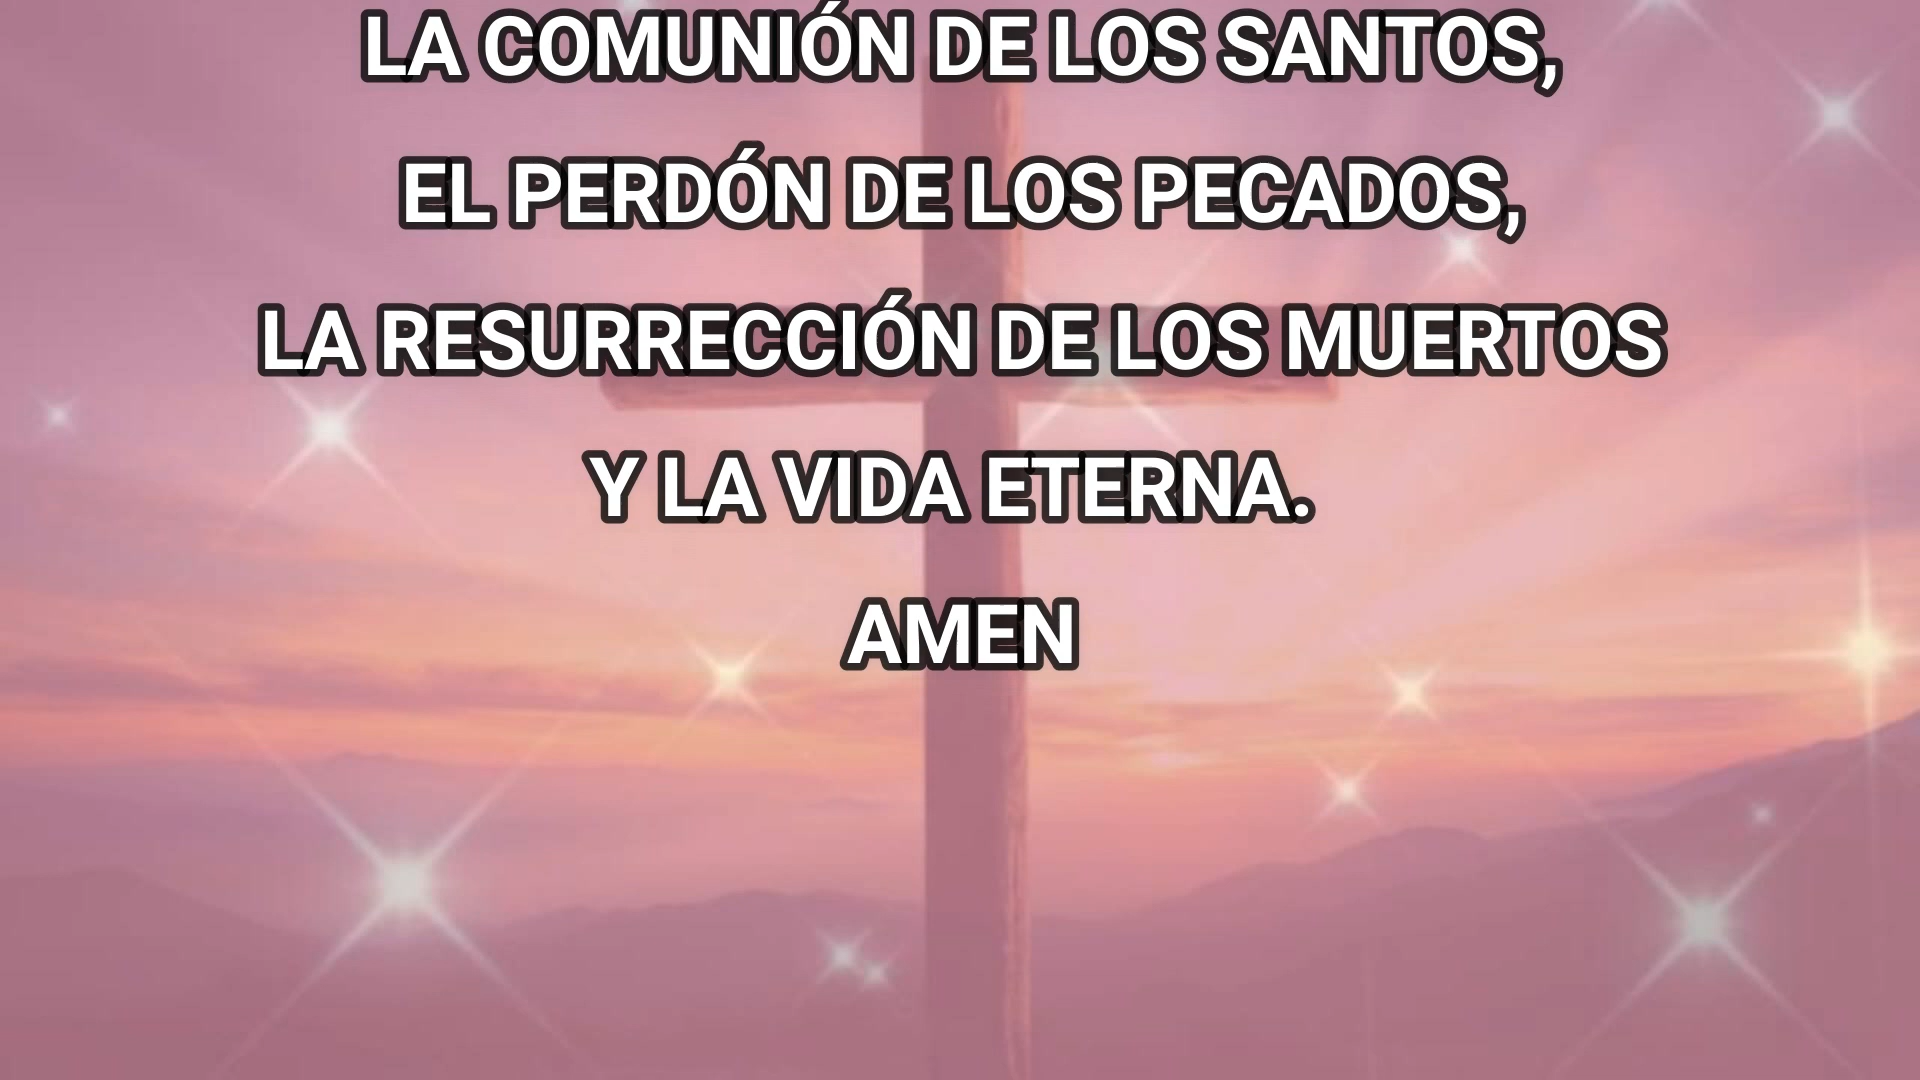 LA COMUNIÓN DE LOS SANTOS,
EL PERDÓN DE LOS PECADOS,
LA RESURRECCIÓN DE LOS MUERTOS
Y LA VIDA ETERNA.
AMEN